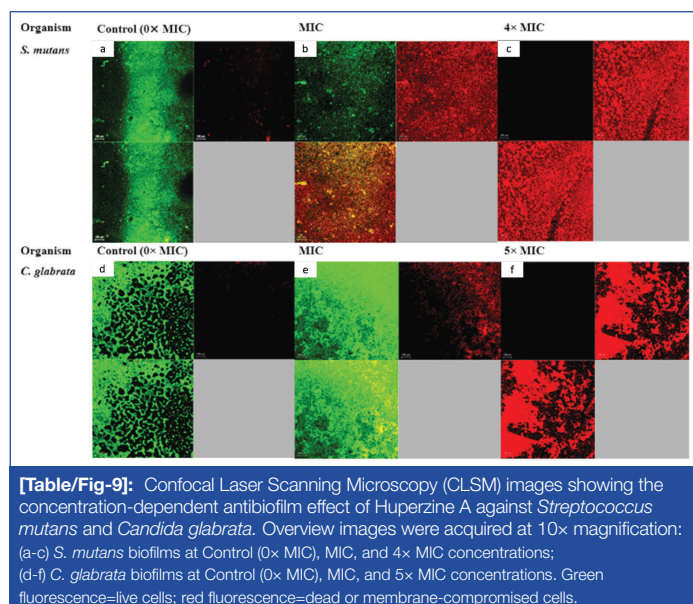 Organism Control (0× MIC) MIC 4× MIC
S. mutans
a b c
Organism Control (0× MIC) MIC 5× MIC
C. glabrata
d e f
[Table/Fig-9]: Confocal Laser Scanning Microscopy (CLSM) images showing the
concentration-dependent antibiofilm effect of Huperzine A against Streptococcus
mutans and Candida glabrata. Overview images were acquired at 10× magnification:
(a-c) S. mutans biofilms at Control (0× MIC), MIC, and 4× MIC concentrations;
(d-f) C. glabrata biofilms at Control (0× MIC), MIC, and 5× MIC concentrations. Green
fluorescence=live cells; red fluorescence=dead or membrane-compromised cells.